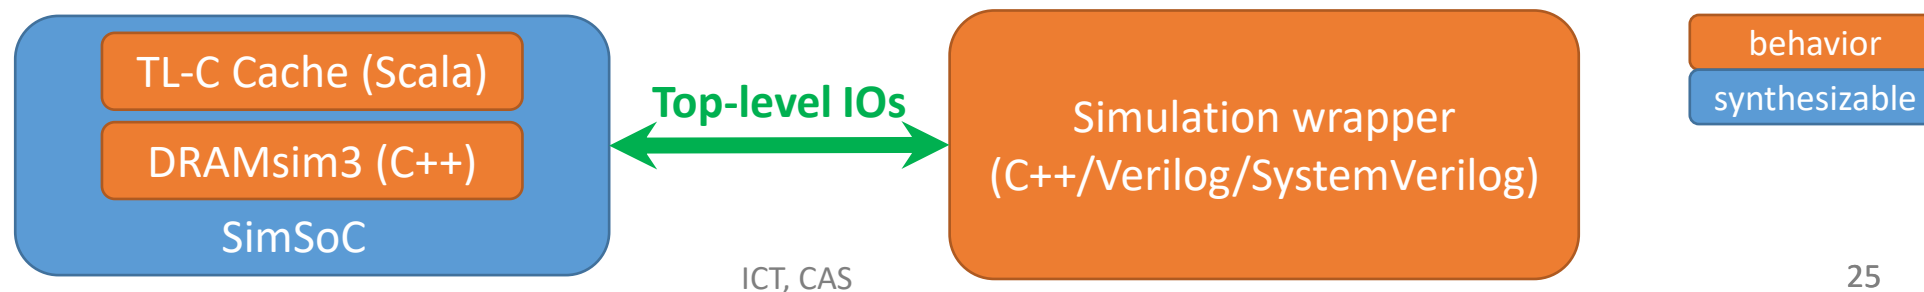 TL-C Cache (Scala)
DRAMsim3 (C++)
SimSoC
Top-level IOs
Simulation wrapper
(C++/Verilog/SystemVerilog)
behavior
synthesizable
ICT, CAS
25